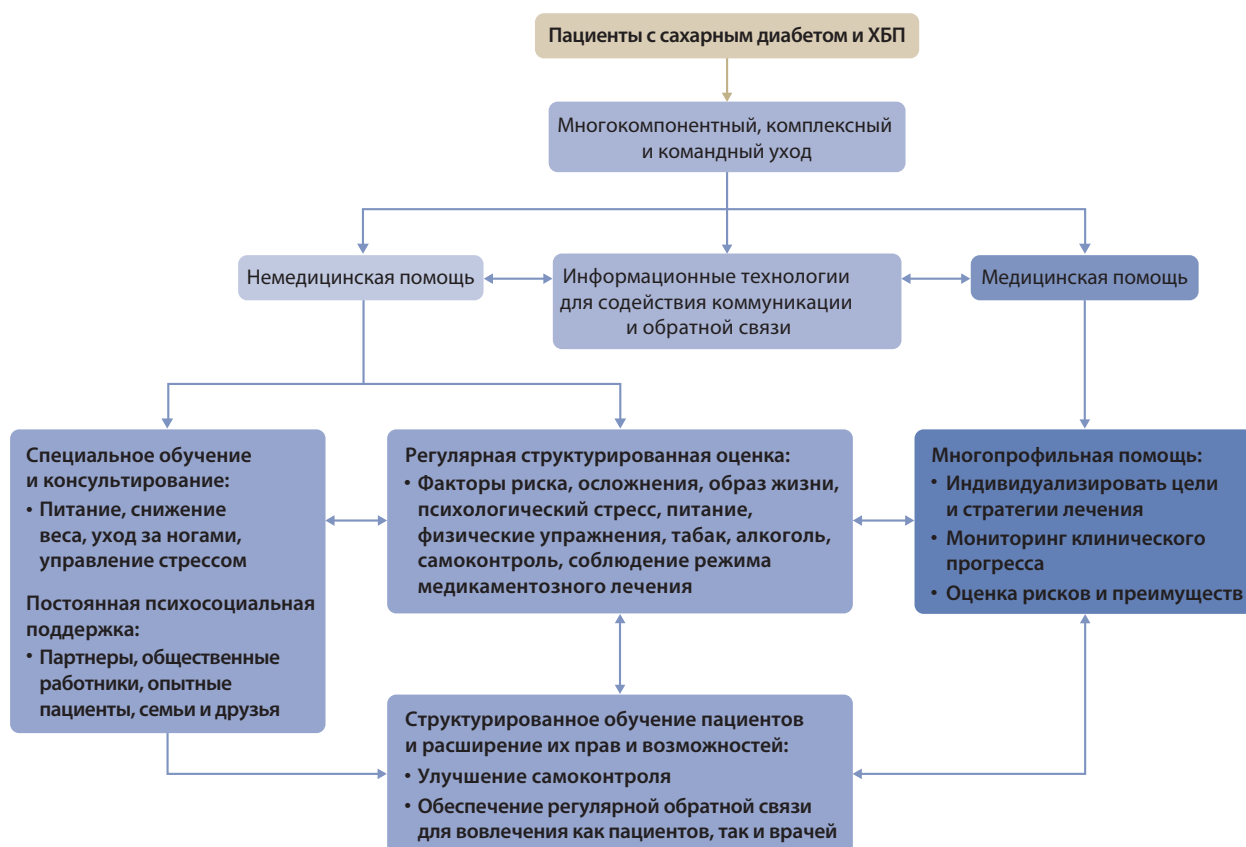 Пациенты с сахарным диабетом и ХБП
Многокомпонентный, комплексный
и командный уход
Немедицинская помощь
Информационные технологии
для содействия коммуникации
и обратной связи
Медицинская помощь
Специальное обучение
и консультирование:
• Питание, снижение
веса, уход за ногами,
управление стрессом
Постоянная психосоциальная
поддержка:
• Партнеры, общественные
работники, опытные
пациенты, семьи и друзья
Регулярная структурированная оценка:
• Факторы риска, осложнения, образ жизни,
психологический стресс, питание,
физические упражнения, табак, алкоголь,
самоконтроль, соблюдение режима
медикаментозного лечения
Многопрофильная помощь:
• Индивидуализировать цели
и стратегии лечения
• Мониторинг клинического
прогресса
• Оценка рисков и преимуществ
Структурированное обучение пациентов
и расширение их прав и возможностей:
• Улучшение самоконтроля
• Обеспечение регулярной обратной связи
для вовлечения как пациентов, так и врачей